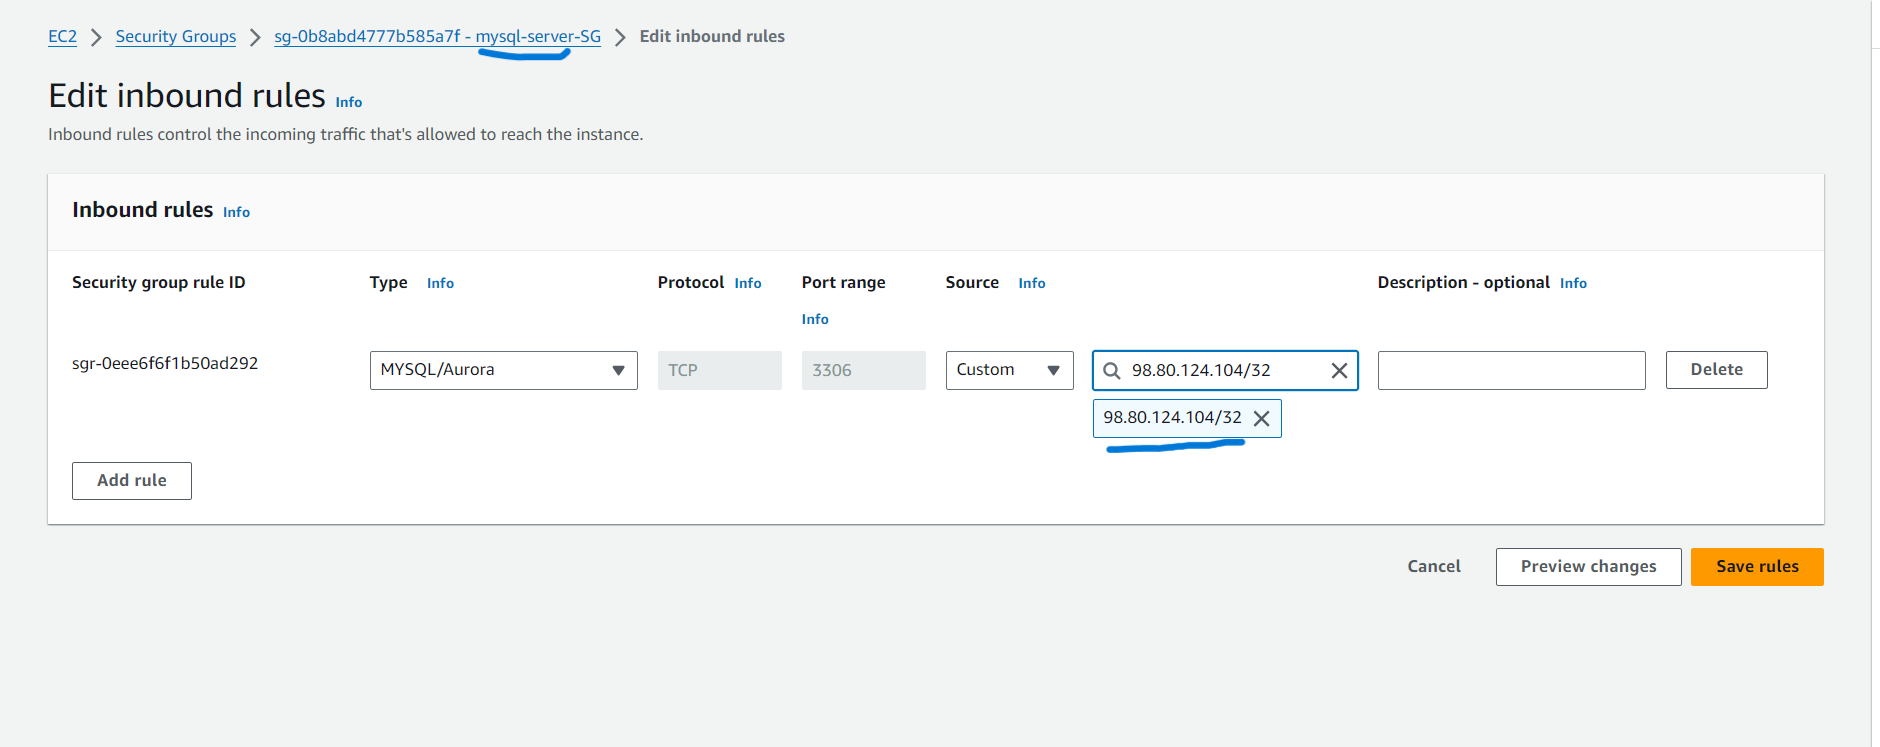 EC2 > Security Groups > sg-0b8abd4777b585a7f - mysql-server-SG > Edit inbound rules
Edit inbound rules Info
Inbound rules control the incoming traffic that's allowed to reach the instance.
Inbound rules Info
Security group rule ID Type Info Protocol Info Port range Info Source Info Description - optional Info
sgr-0eee6f6f1b50ad292 MYSQL/Aurora TCP 3306 Custom 98.80.124.104/32 Delete
98.80.124.104/32
Add rule
Cancel Preview changes Save rules